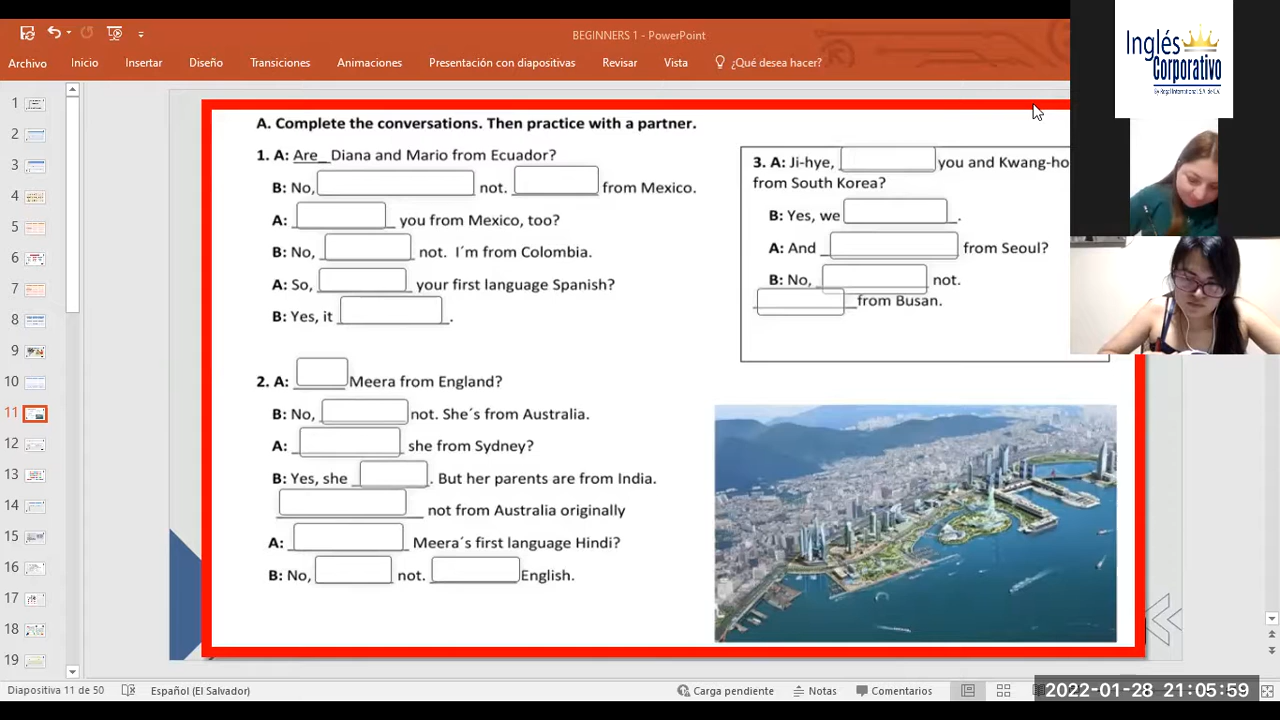 BEGINNERS 1 - PowerPoint
Archivo Inicio Insertar Diseño Transiciones Animaciones Presentación con diapositivas Revisar Vista ¿Qué desea hacer?
Inglés
Corporativo
by Regal International, S.A. de C.V.
1
2
3
4
5
6
7
8
9
10
11
12
13
14
15
16
17
18
19
A. Complete the conversations. Then practice with a partner.
1. A: Are_ Diana and Mario from Ecuador?
B: No, not. from Mexico.
A: you from Mexico, too?
B: No, not. I´m from Colombia.
A: So, your first language Spanish?
B: Yes, it .
2. A: Meera from England?
B: No, not. She´s from Australia.
A: she from Sydney?
B: Yes, she . But her parents are from India.
not from Australia originally
A: Meera´s first language Hindi?
B: No, not. English.
3. A: Ji-hye, you and Kwang-ho
from South Korea?
B: Yes, we .
A: And from Seoul?
B: No, not.
from Busan.
Diapositiva 11 de 50 Español (El Salvador) Carga pendiente Notas Comentarios
2022-01-28 21:05:59